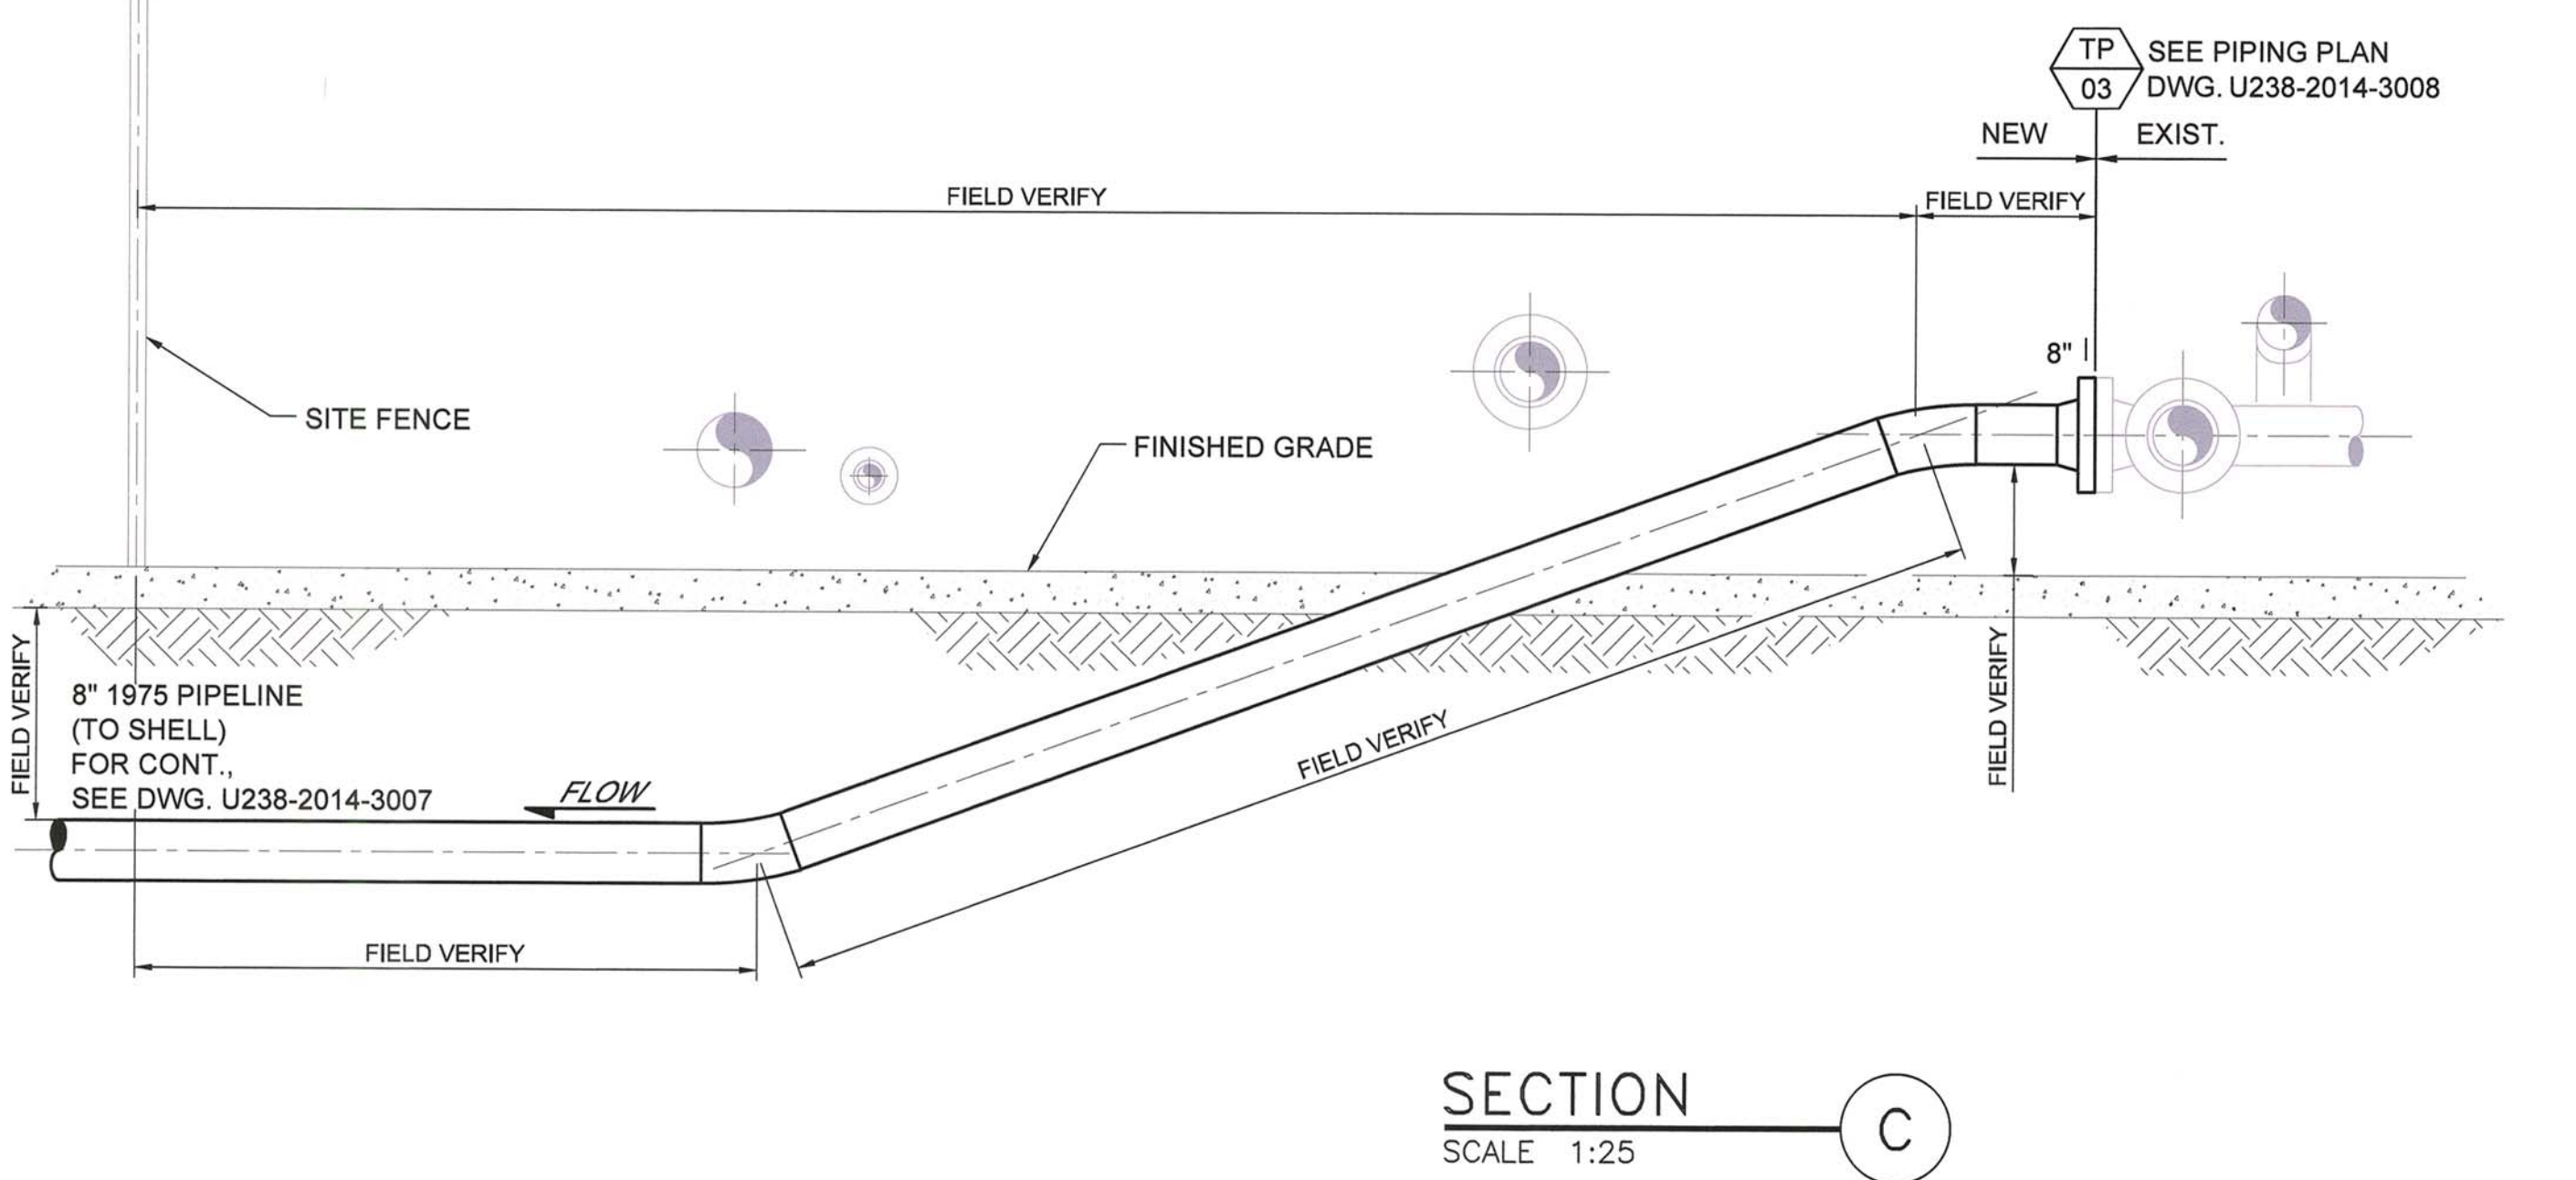 TP
03
SEE PIPING PLAN
DWG. U238-2014-3008
NEW
EXIST.
FIELD VERIFY
FIELD VERIFY
8"
SITE FENCE
FINISHED GRADE
FIELD VERIFY
8" 1975 PIPELINE
(TO SHELL)
FOR CONT.,
SEE DWG. U238-2014-3007
FLOW
FIELD VERIFY
FIELD VERIFY
FIELD VERIFY
SECTION
SCALE 1:25
C